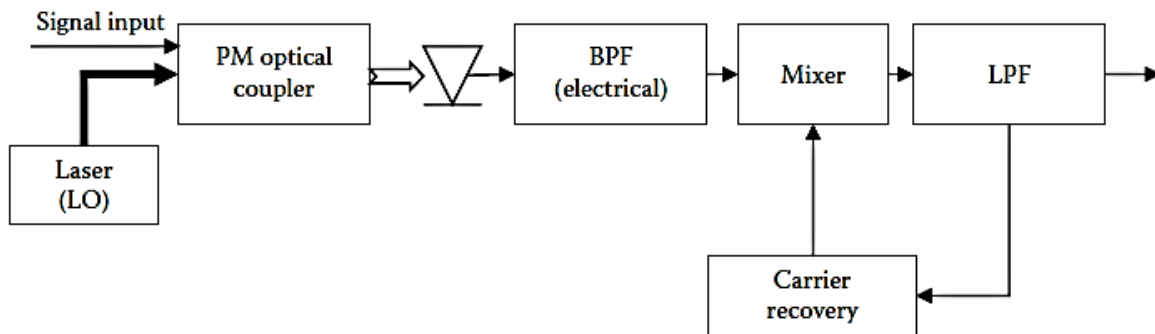 Signal input
PM optical
coupler
BPF
(electrical)
Mixer
LPF
Laser
(LO)
Carrier
recovery